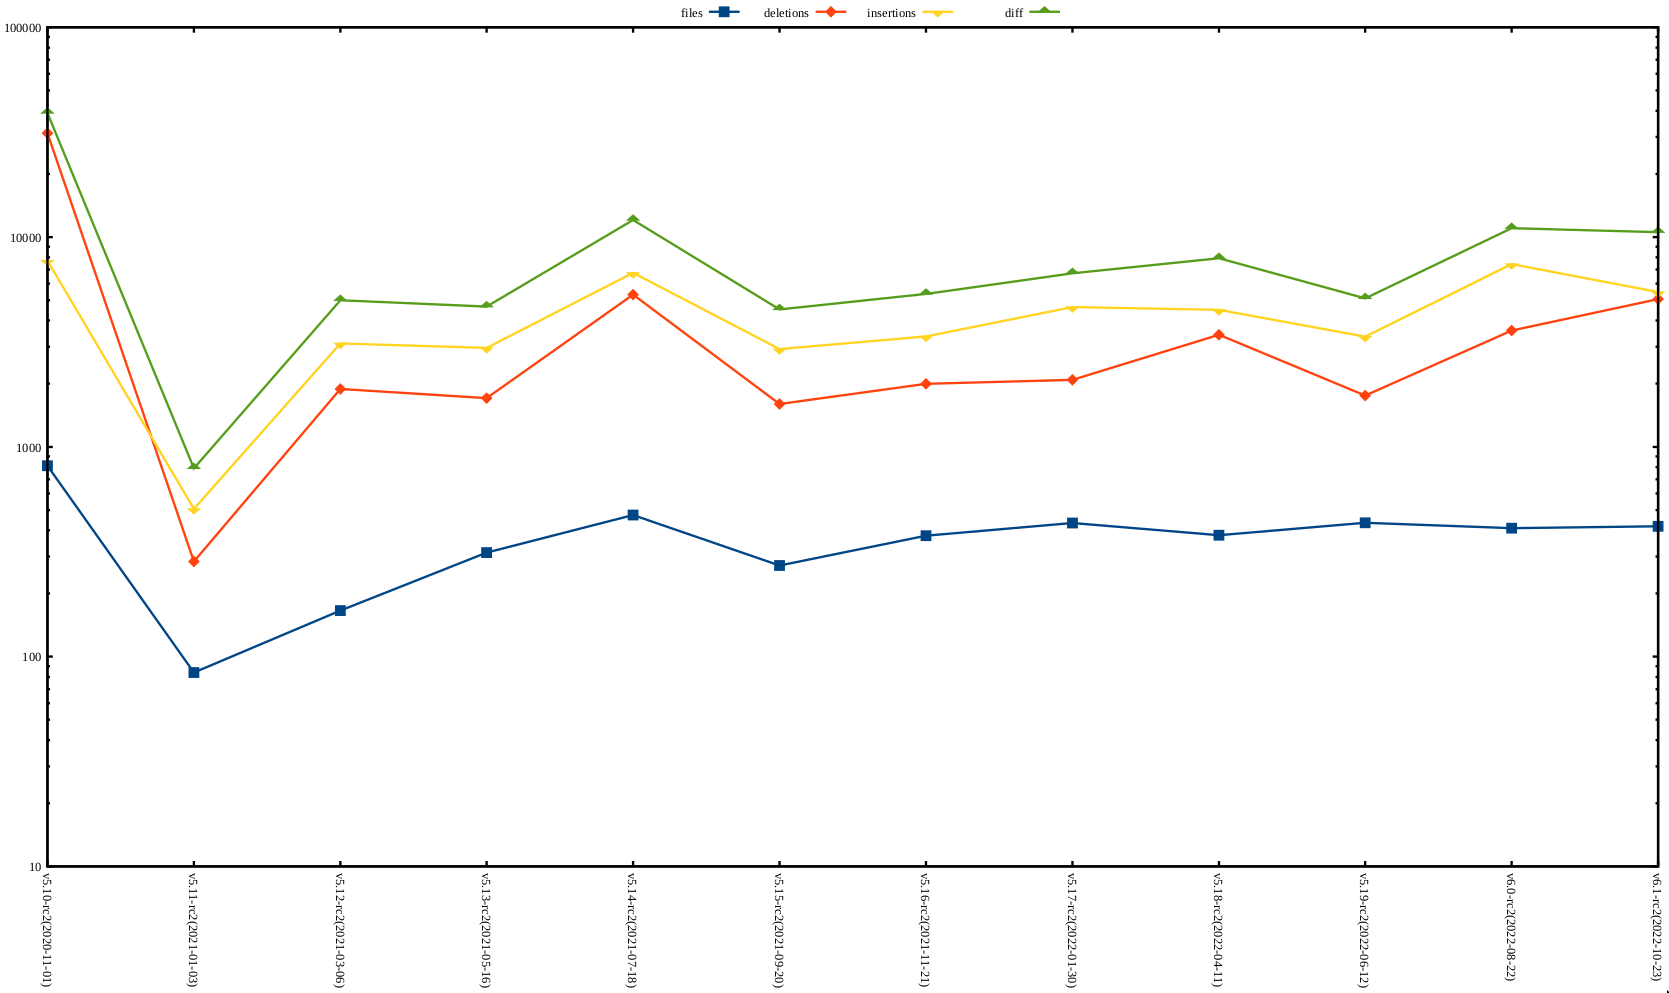 files deletions insertions diff
100000
10000
1000
100
10
v5.10-rc2(2020-11-01)
v5.11-rc2(2021-01-03)
v5.12-rc2(2021-03-06)
v5.13-rc2(2021-05-16)
v5.14-rc2(2021-07-18)
v5.15-rc2(2021-09-20)
v5.16-rc2(2021-11-21)
v5.17-rc2(2022-01-30)
v5.18-rc2(2022-04-11)
v5.19-rc2(2022-06-12)
v6.0-rc2(2022-08-22)
v6.1-rc2(2022-10-23)